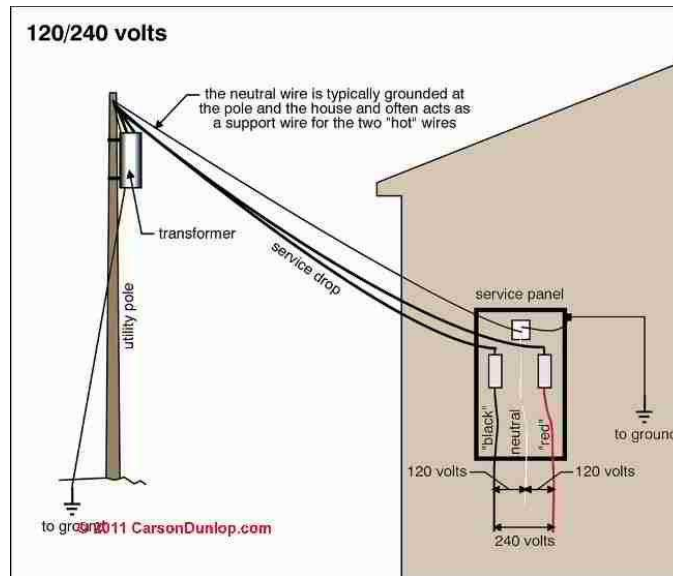 120/240 volts
the neutral wire is typically grounded at
the pole and the house and often acts as
a support wire for the two "hot" wires
transformer
service drop
utility pole
service panel
"black"
neutral
"red"
to ground
120 volts
120 volts
240 volts
to ground
© 2011 CarsonDunlop.com